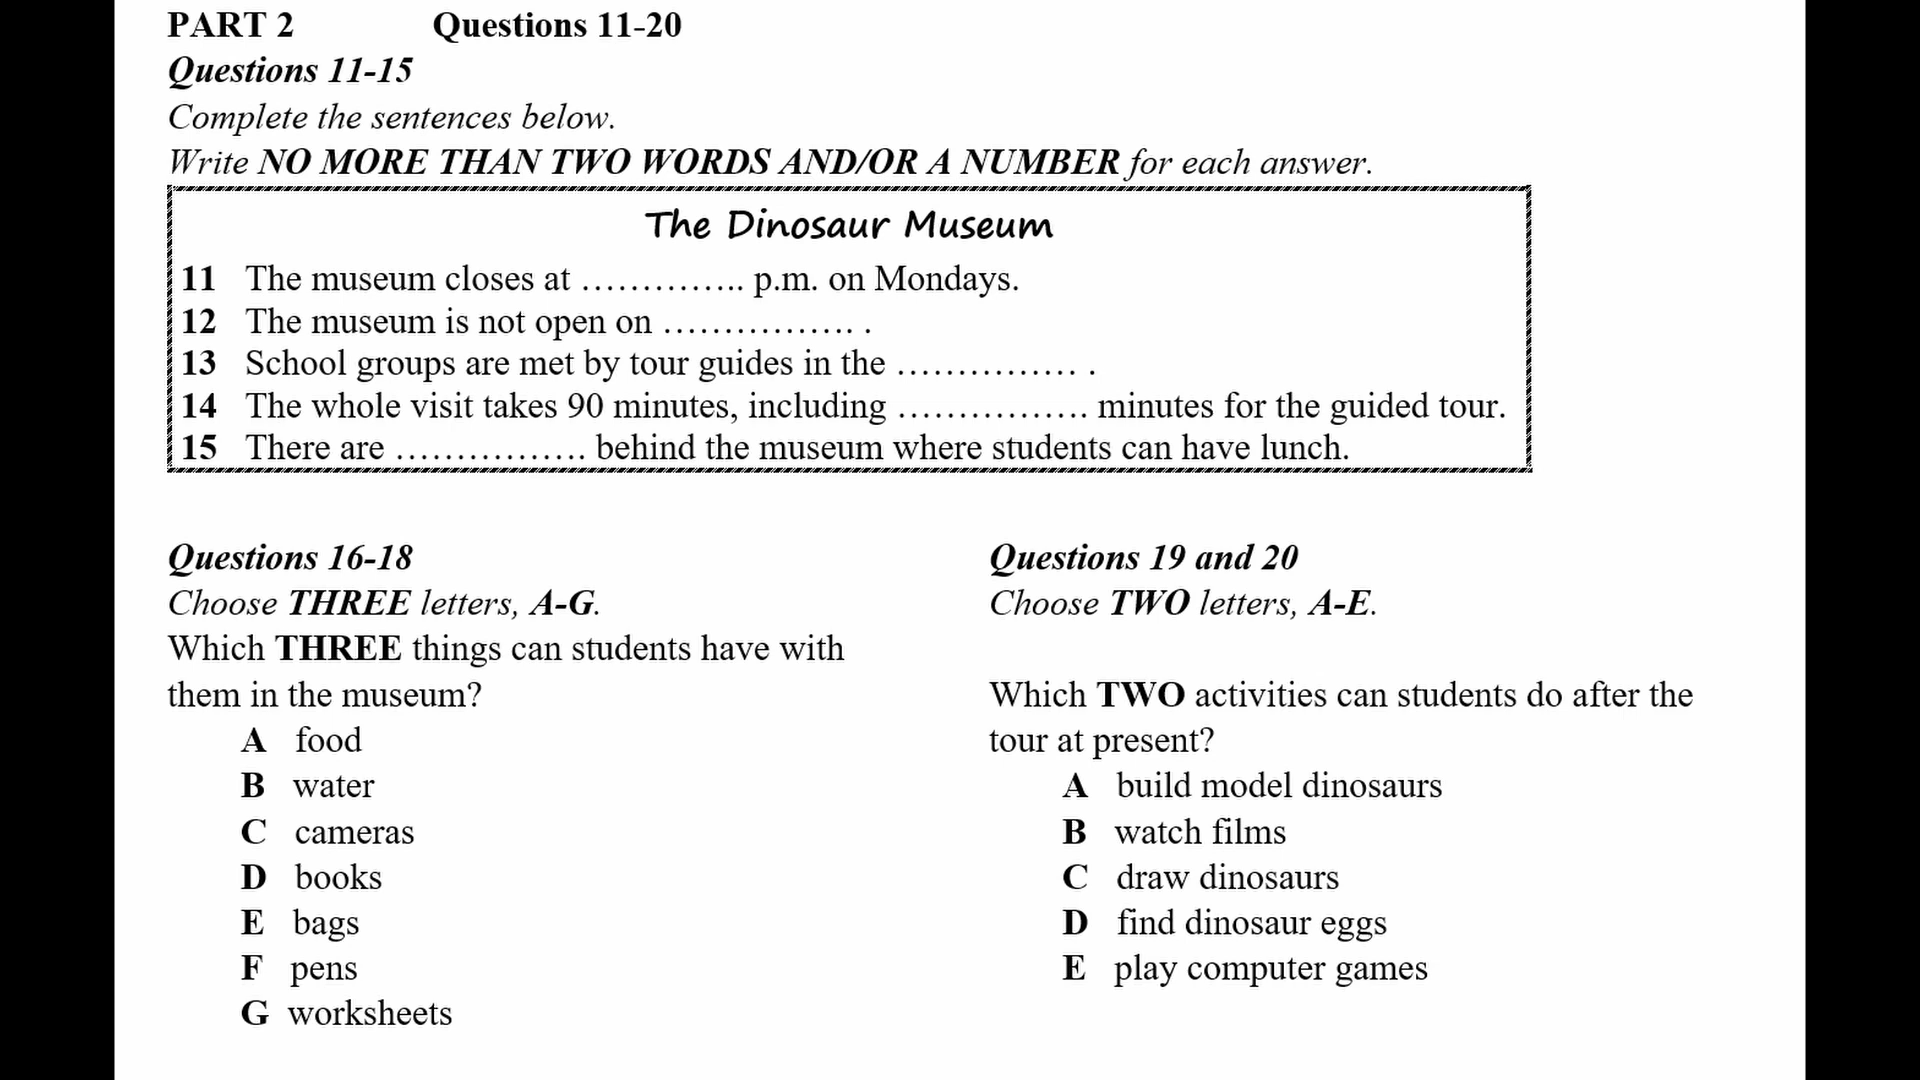 PART 2 Questions 11-20
Questions 11-15
Complete the sentences below.
Write NO MORE THAN TWO WORDS AND/OR A NUMBER for each answer.
The Dinosaur Museum
11 The museum closes at ………….. p.m. on Mondays.
12 The museum is not open on ……………. .
13 School groups are met by tour guides in the …………… .
14 The whole visit takes 90 minutes, including ……………. minutes for the guided tour.
15 There are ……………. behind the museum where students can have lunch.
Questions 16-18
Choose THREE letters, A-G.
Which THREE things can students have with
them in the museum?
A food
B water
C cameras
D books
E bags
F pens
G worksheets
Questions 19 and 20
Choose TWO letters, A-E.
Which TWO activities can students do after the
tour at present?
A build model dinosaurs
B watch films
C draw dinosaurs
D find dinosaur eggs
E play computer games